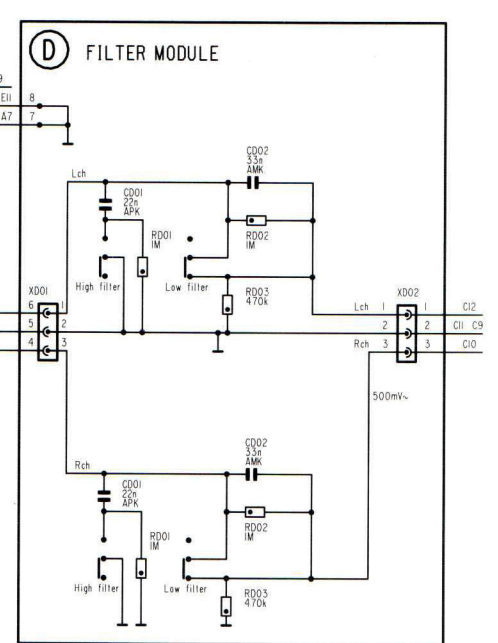 D FILTER MODULE
9
E11 8
A7 7
Lch
CD01
22n
APK
RD01
1M
CD02
33n
AMK
RD02
1M
RD03
470k
High filter
Low filter
XD01
6 1
5 2
4 3
XD02
Lch 1 1 C12
2 2 C11 C9
Rch 3 3 C10
500mV~
Rch
CD01
22n
APK
RD01
1M
CD02
33n
AMK
RD02
1M
RD03
470k
High filter
Low filter